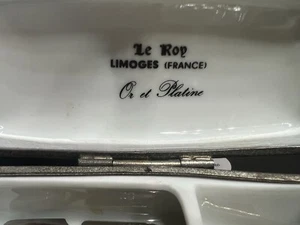 Le Roy
LIMOGES (FRANCE)
Or et Platine